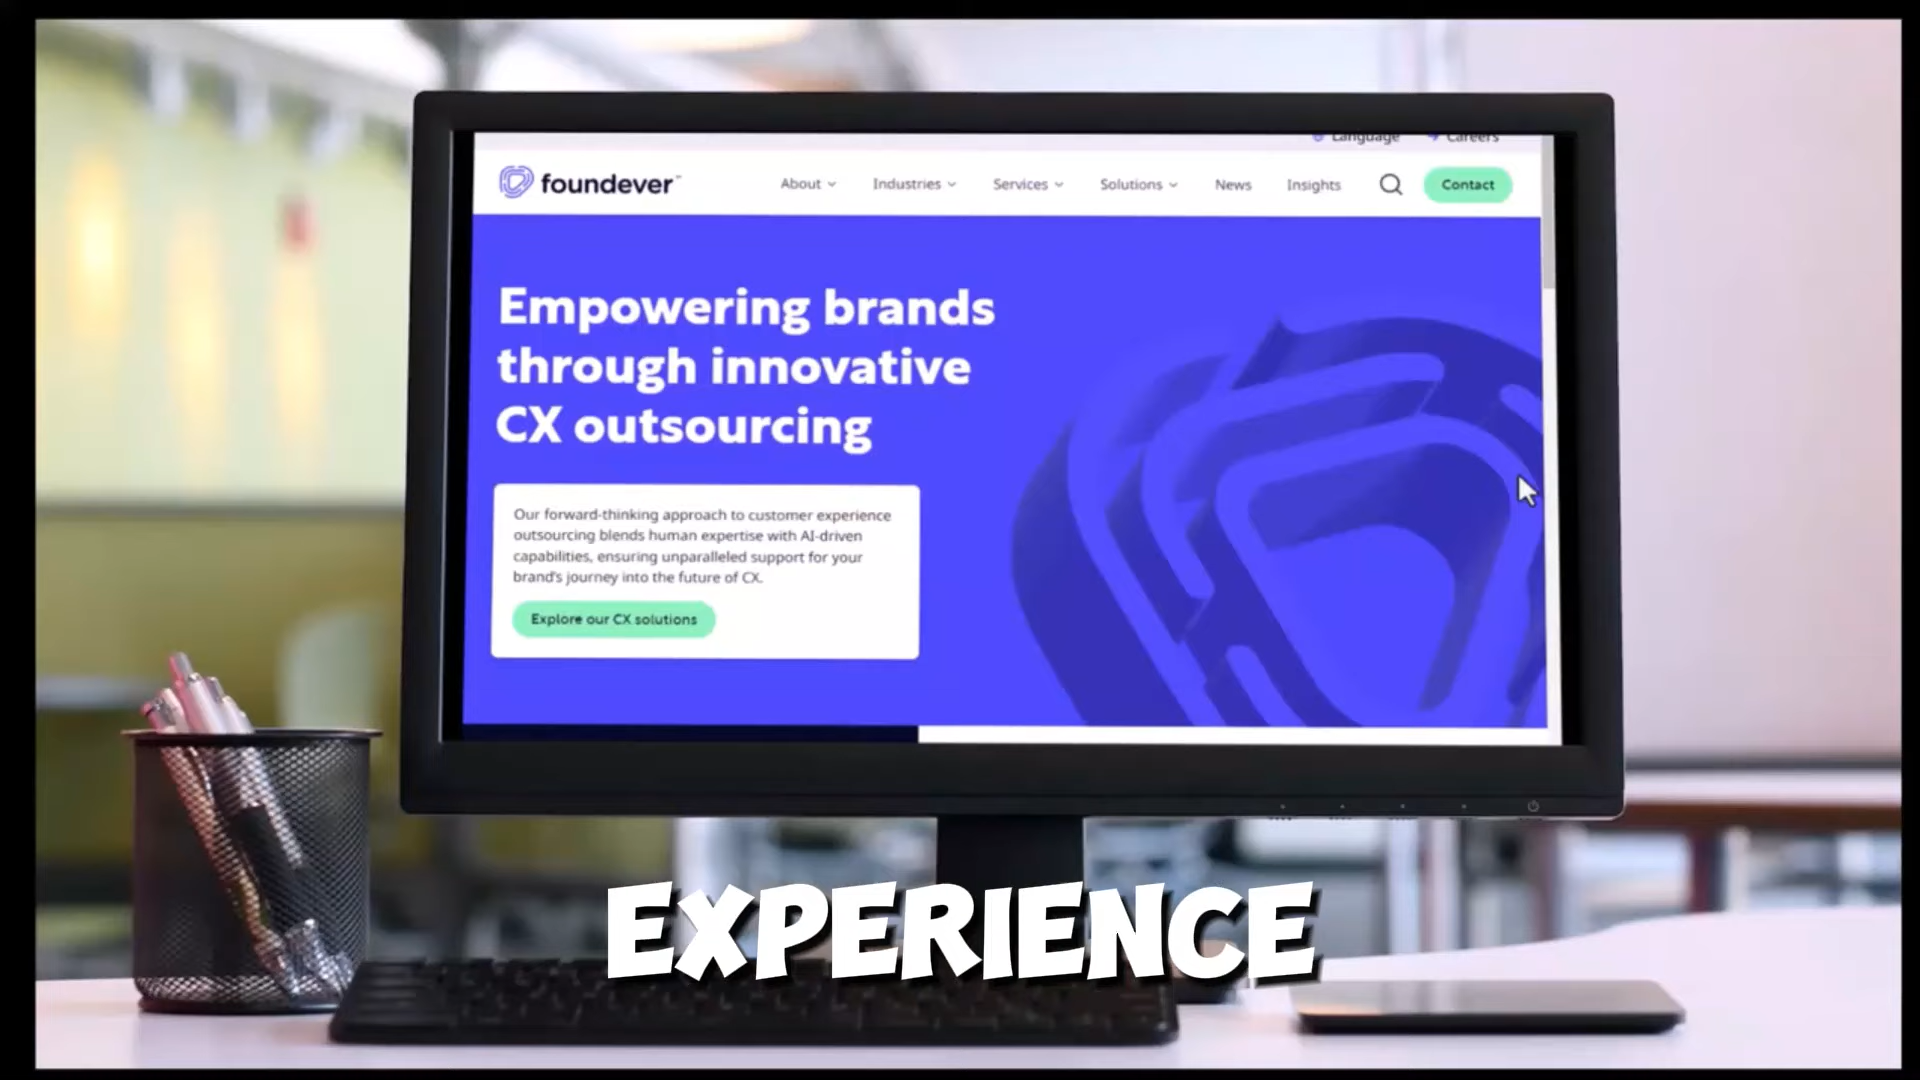 Language Careers
foundever™ About Industries Services Solutions News Insights Contact
Empowering brands
through innovative
CX outsourcing
Our forward-thinking approach to customer experience
outsourcing blends human expertise with AI-driven
capabilities, ensuring unparalleled support for your
brand's journey into the future of CX.
Explore our CX solutions
EXPERIENCE